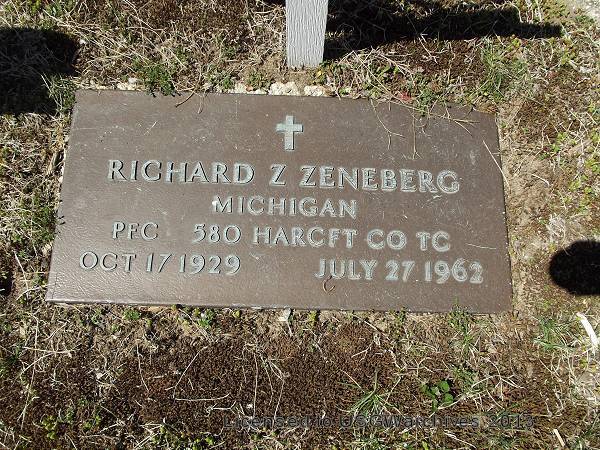 RICHARD Z ZENEBERG
MICHIGAN
PFC 580 HARCFT CO TC
OCT 17 1929 JULY 27 1962